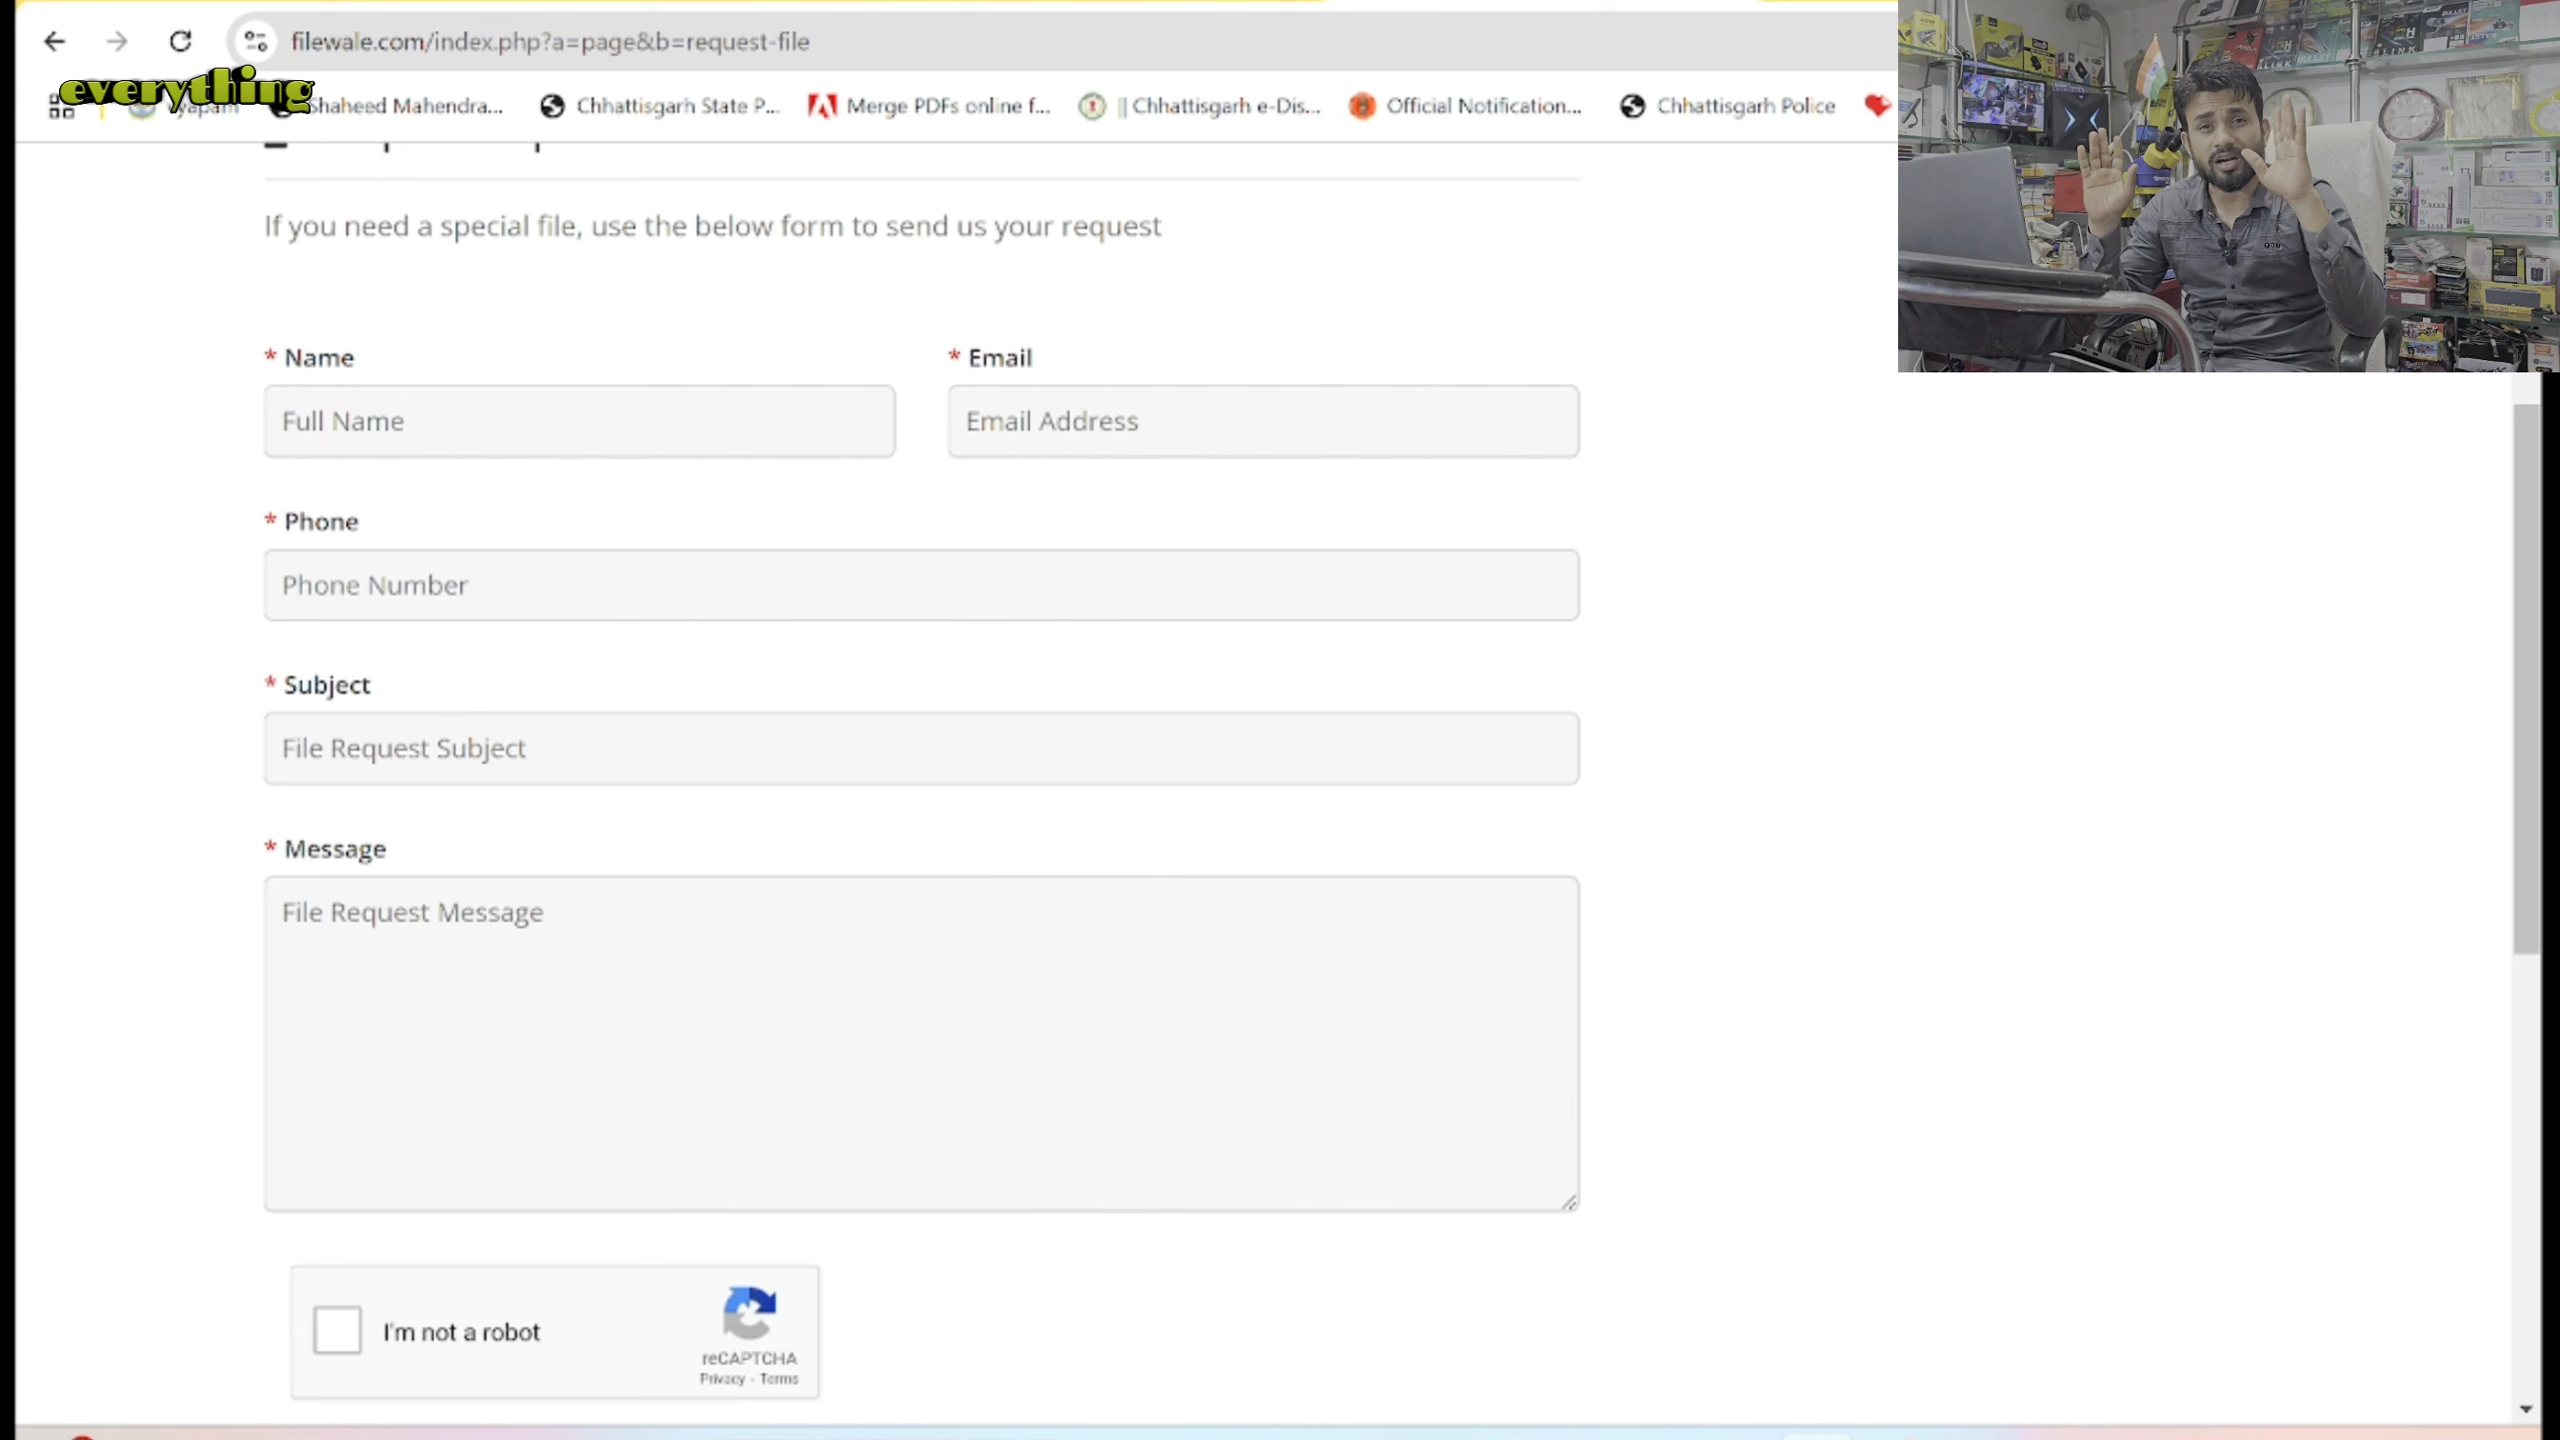 filewale.com/index.php?a=page&b=request-file
everything
Shaheed Mahendra... Chhattisgarh State P... Merge PDFs online f... || Chhattisgarh e-Dis... Official Notification... Chhattisgarh Police
If you need a special file, use the below form to send us your request
* Name * Email
Full Name Email Address
* Phone
Phone Number
* Subject
File Request Subject
* Message
File Request Message
I'm not a robot
reCAPTCHA
Privacy - Terms